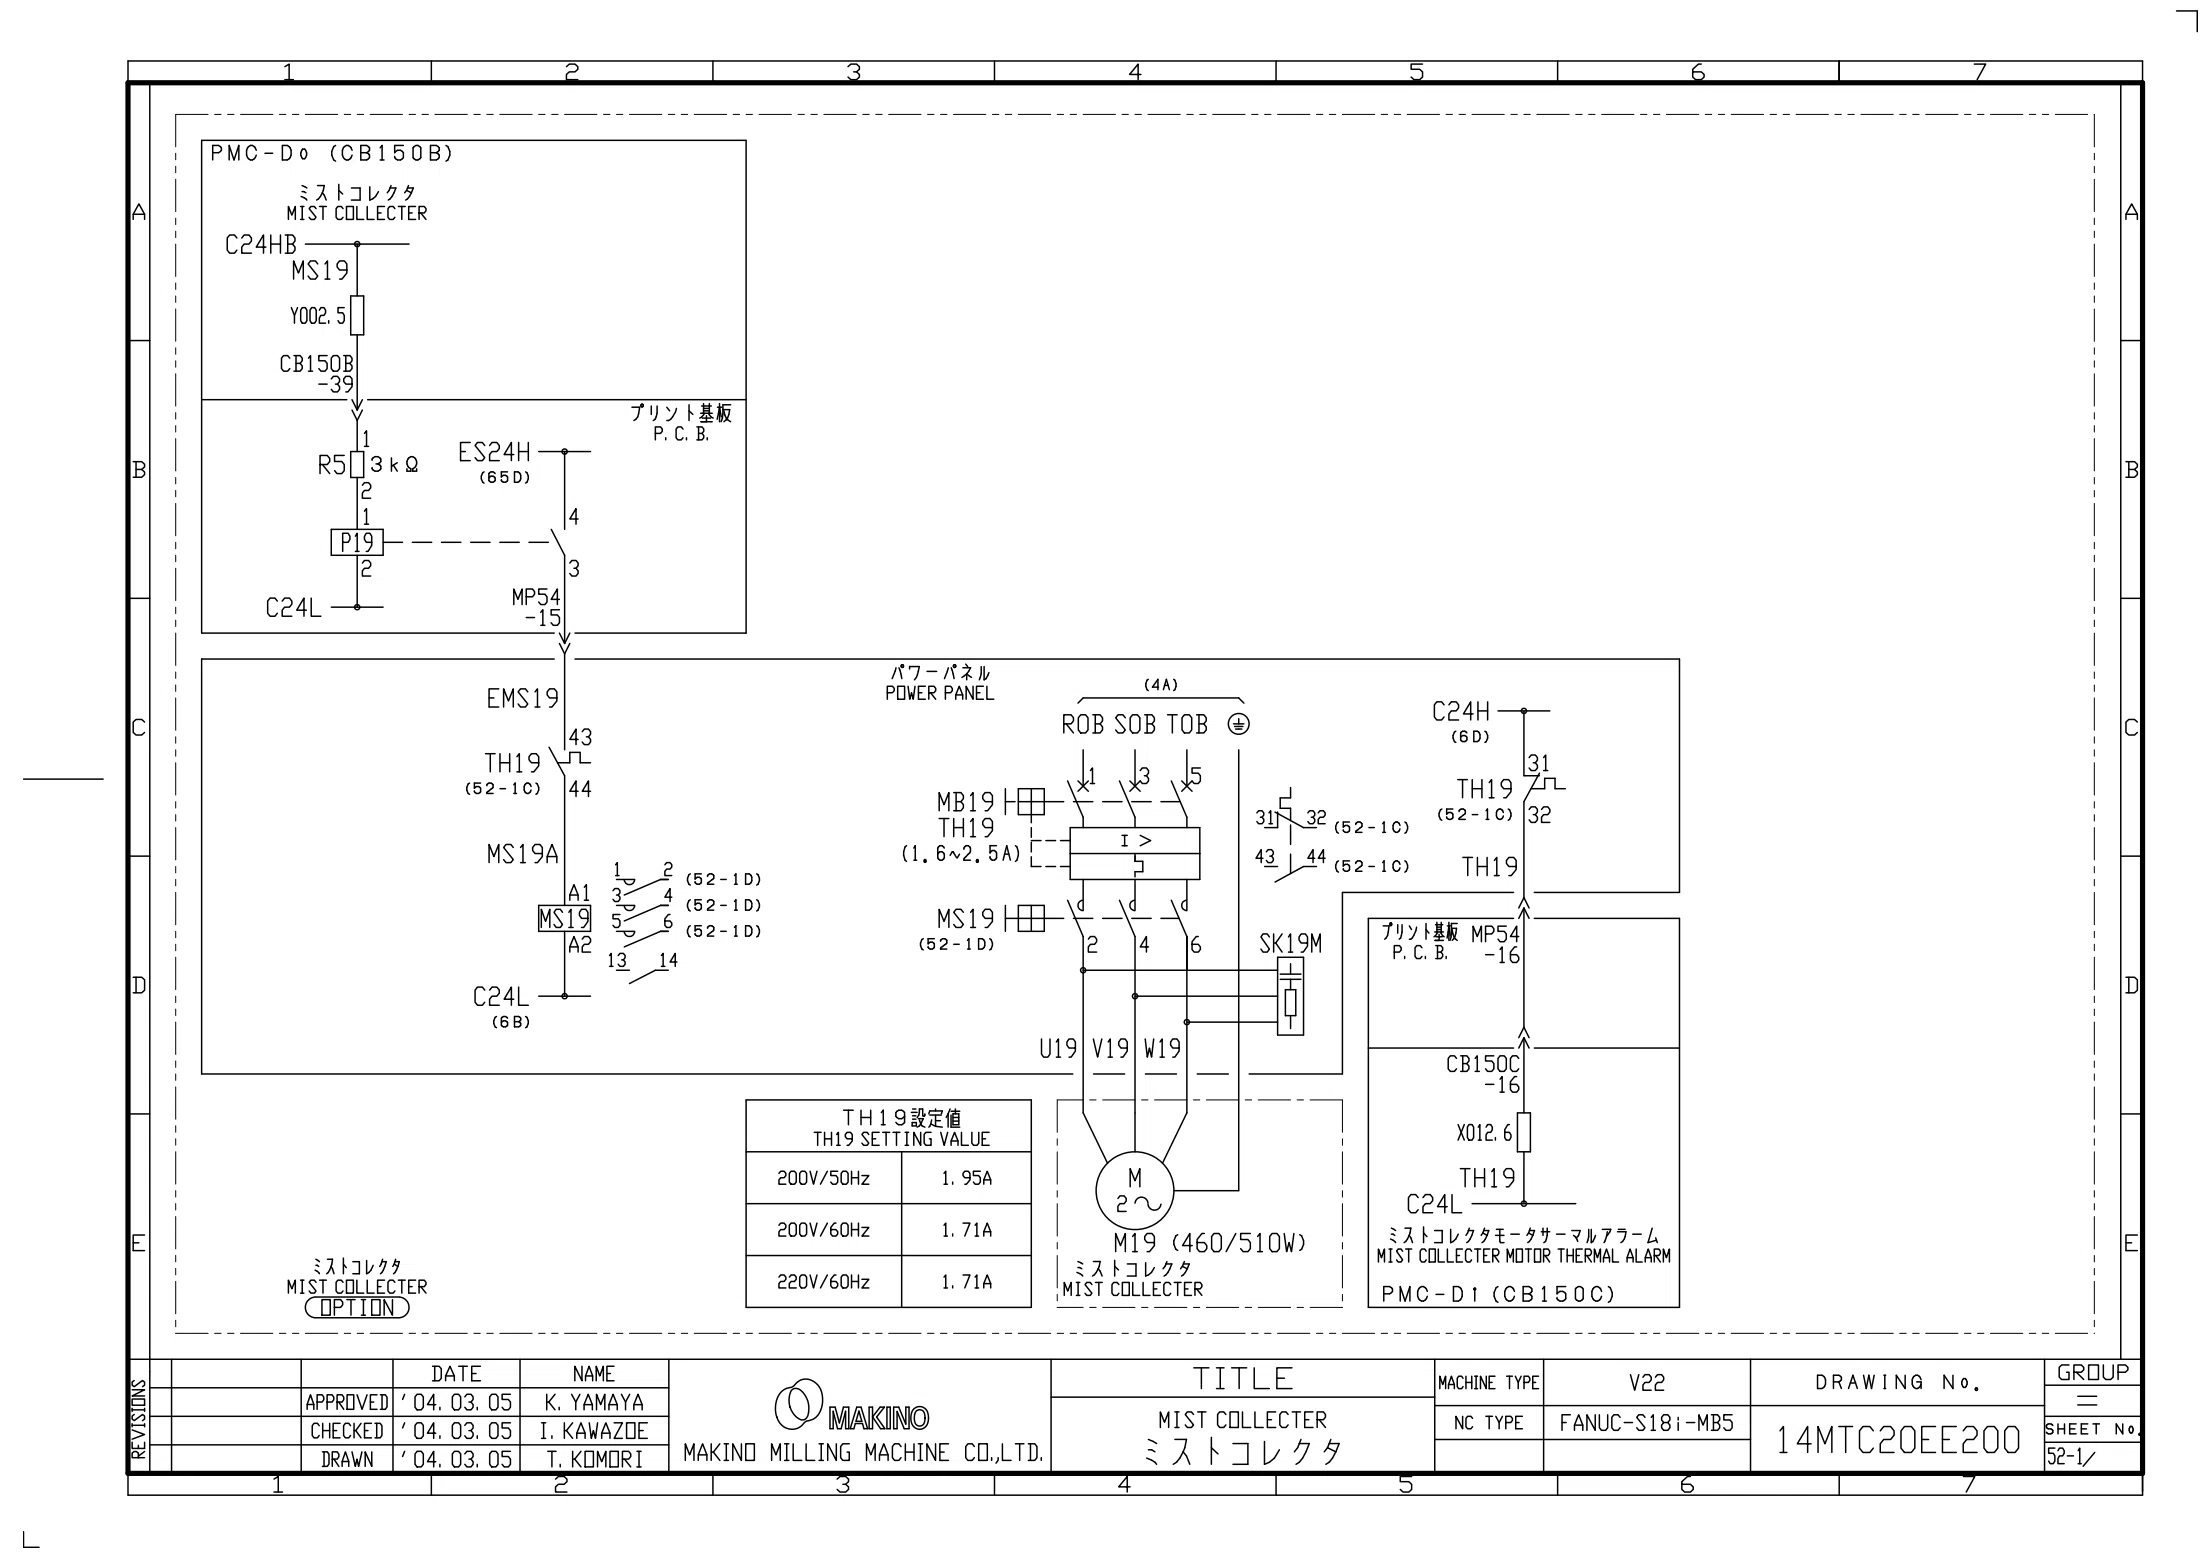 1 2 3 4 5 6 7
A A
B B
C C
D D
E E
PMC-Do (CB150B)
ミストコレクタ
MIST COLLECTER
C24HB
MS19
Y002.5
CB150B
-39
プリント基板
P. C. B.
1
R5 3kΩ
2
1
P19
2
C24L
ES24H
(65D)
4
3
MP54
-15
パワーパネル
POWER PANEL
EMS19
43
TH19
(52-1C) 44
MS19A
A1
MS19
A2
C24L
(6B)
1 2 (52-1D)
3 4 (52-1D)
5 6 (52-1D)
13 14
(4A)
R0B S0B T0B
1 3 5
MB19
TH19
(1.6~2.5A)
I >
MS19
(52-1D)
2 4 6
31 32 (52-1C)
43 44 (52-1C)
SK19M
U19 V19 W19
M
2
M19 (460/510W)
ミストコレクタ
MIST COLLECTER
C24H
(6D)
31
TH19
(52-1C) 32
TH19
プリント基板 MP54
P. C. B. -16
CB150C
-16
X012.6
TH19
C24L
ミストコレクタモータサーマルアラーム
MIST COLLECTER MOTOR THERMAL ALARM
PMC-Di (CB150C)
TH19設定値
TH19 SETTING VALUE
200V/50Hz 1.95A
200V/60Hz 1.71A
220V/60Hz 1.71A
ミストコレクタ
MIST COLLECTER
OPTION
REVISIONS
DATE NAME
APPROVED '04.03.05 K. YAMAYA
CHECKED '04.03.05 I. KAWAZOE
DRAWN '04.03.05 T. KOMORI
MAKINO
MAKINO MILLING MACHINE CO.,LTD.
TITLE
MIST COLLECTER
ミストコレクタ
MACHINE TYPE V22
NC TYPE FANUC-S18i-MB5
DRAWING No.
14MTC20EE200
GROUP
=
SHEET No.
52-1/
1 2 3 4 5 6 7